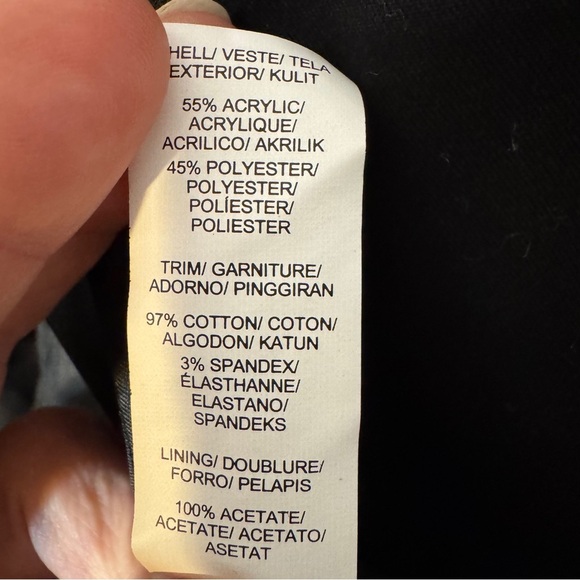 HELL/ VESTE/ TELA
EXTERIOR/ KULIT
55% ACRYLIC/
ACRYLIQUE/
ACRILICO/ AKRILIK
45% POLYESTER/
POLYESTER/
POLÍESTER/
POLIESTER
TRIM/ GARNITURE/
ADORNO/ PINGGIRAN
97% COTTON/ COTON/
ALGODON/ KATUN
3% SPANDEX/
ÉLASTHANNE/
ELASTANO/
SPANDEKS
LINING/ DOUBLURE/
FORRO/ PELAPIS
100% ACETATE/
ACETATE/ ACETATO/
ASETAT